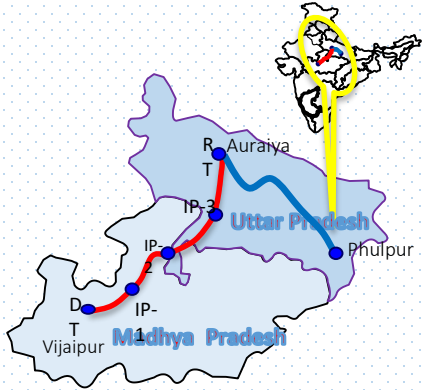 R
T
Auraiya
IP-3
Uttar Pradesh
IP-
2
Phulpur
D
T
IP-
1
Madhya Pradesh
Vijaipur